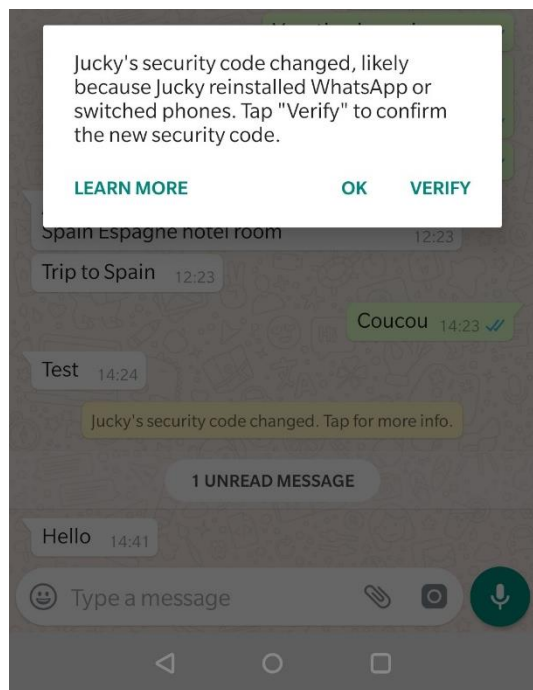 Jucky's security code changed, likely
because Jucky reinstalled WhatsApp or
switched phones. Tap "Verify" to confirm
the new security code.
LEARN MORE OK VERIFY
Spain Espagne hotel room 12:23
Trip to Spain 12:23
Coucou 14:23
Test 14:24
Jucky's security code changed. Tap for more info.
1 UNREAD MESSAGE
Hello 14:41
Type a message